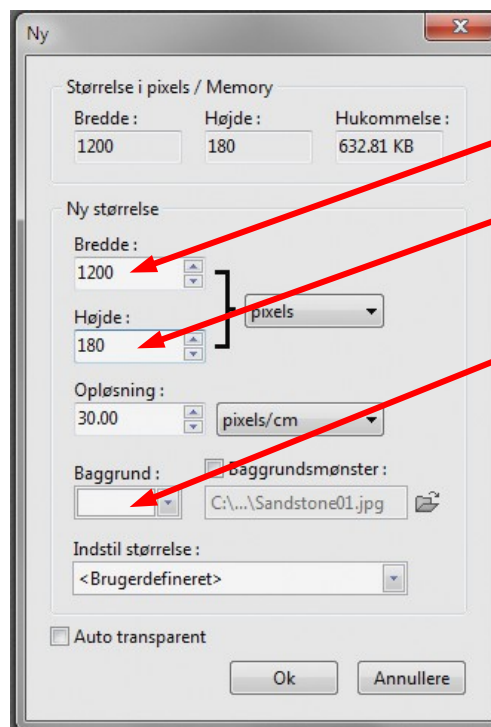 Ny
Størrelse i pixels / Memory
Bredde : Højde : Hukommelse :
1200 180 632.81 KB
Ny størrelse
Bredde :
1200
pixels
Højde :
180
Opløsning :
30.00 pixels/cm
Baggrund : Baggrundsmønster :
C:\...\Sandstone01.jpg
Indstil størrelse :
<Brugerdefineret>
Auto transparent
Ok Annullere